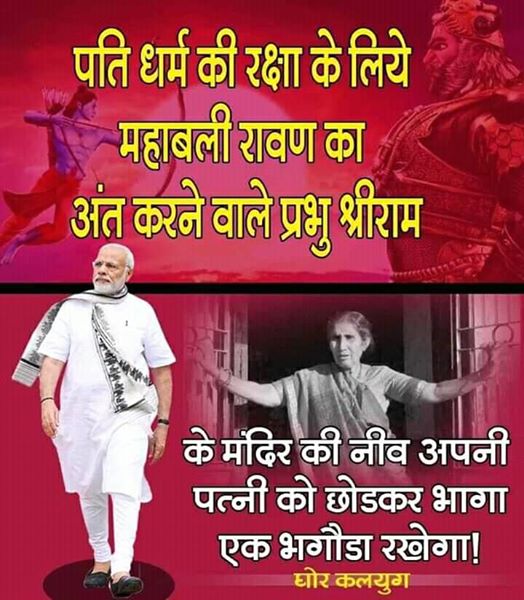 पति धर्म की रक्षा के लिये
महाबली रावण का
अंत करने वाले प्रभु श्रीराम
के मंदिर की नीव अपनी
पत्नी को छोडकर भागा
एक भगौडा रखेगा!
घोर कलयुग